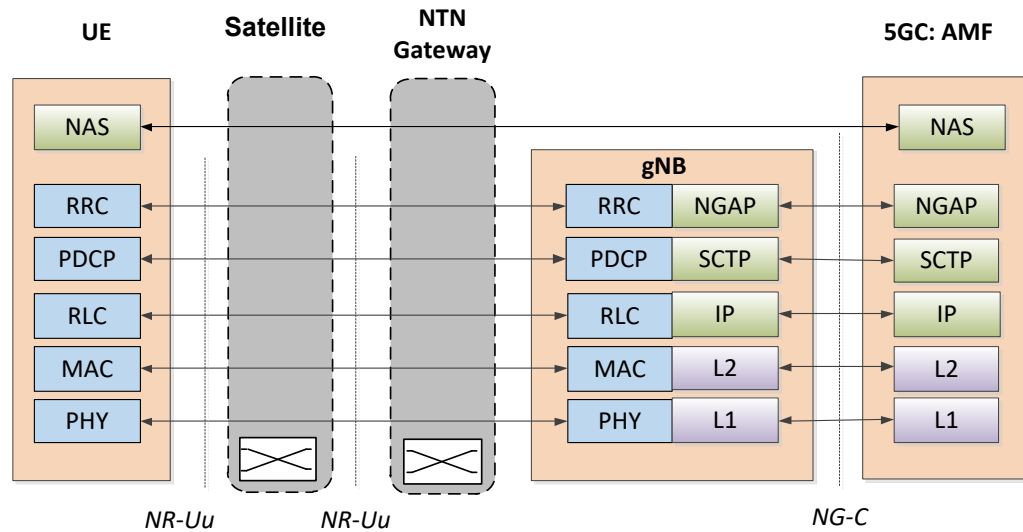 UE
Satellite
NTN
Gateway
5GC: AMF
NAS
NAS
gNB
RRC
RRC
NGAP
NGAP
PDCP
PDCP
SCTP
SCTP
RLC
RLC
IP
IP
MAC
MAC
L2
L2
PHY
PHY
L1
L1
NR-Uu
NR-Uu
NG-C